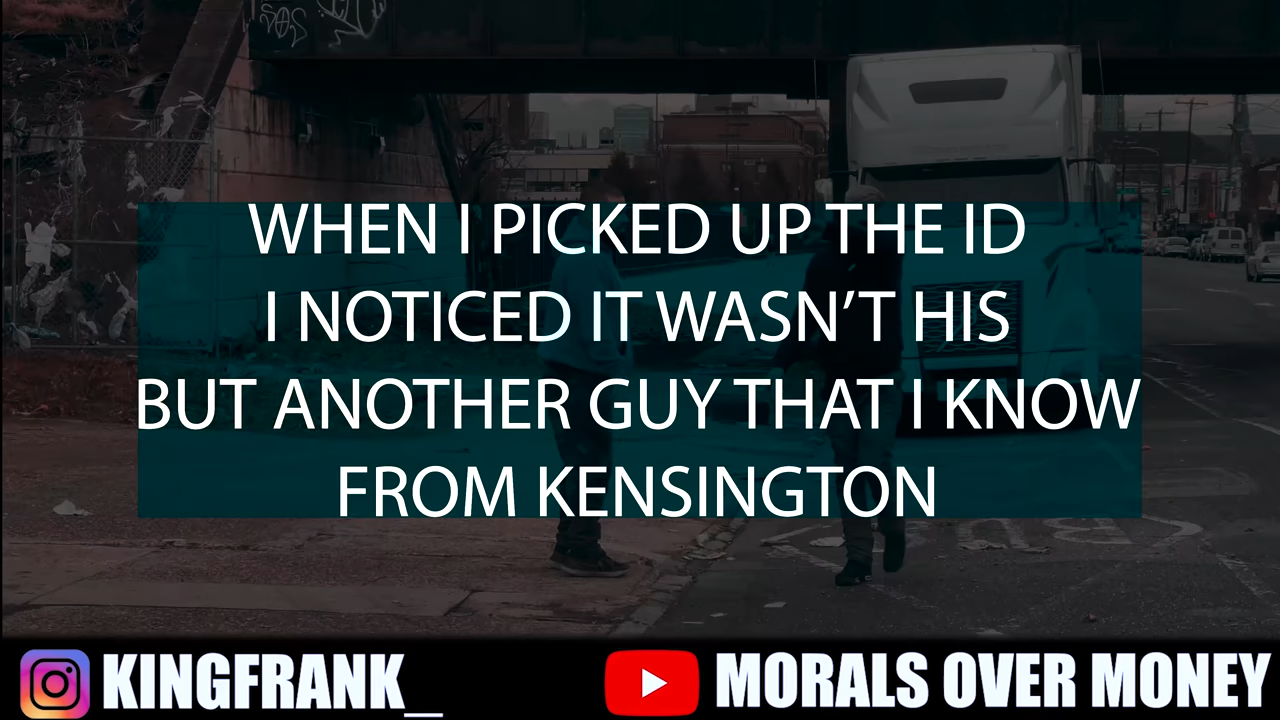 SOS
WHEN I PICKED UP THE ID
I NOTICED IT WASN’T HIS
BUT ANOTHER GUY THAT I KNOW
FROM KENSINGTON
KINGFRANK_
MORALS OVER MONEY